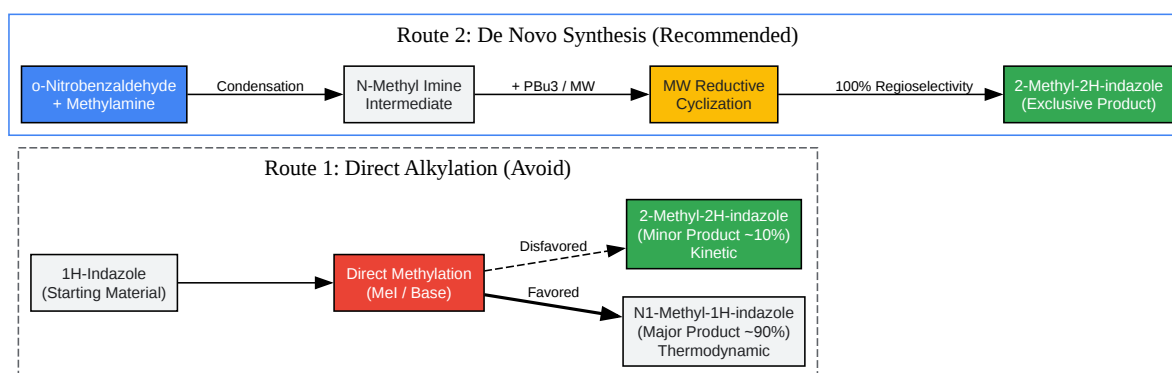 Route 2: De Novo Synthesis (Recommended)
o-Nitrobenzaldehyde
+ Methylamine
Condensation
N-Methyl Imine
Intermediate
+ PBu3 / MW
MW Reductive
Cyclization
100% Regioselectivity
2-Methyl-2H-indazole
(Exclusive Product)
Route 1: Direct Alkylation (Avoid)
1H-Indazole
(Starting Material)
Direct Methylation
(MeI / Base)
Disfavored
2-Methyl-2H-indazole
(Minor Product ~10%)
Kinetic
Favored
N1-Methyl-1H-indazole
(Major Product ~90%)
Thermodynamic